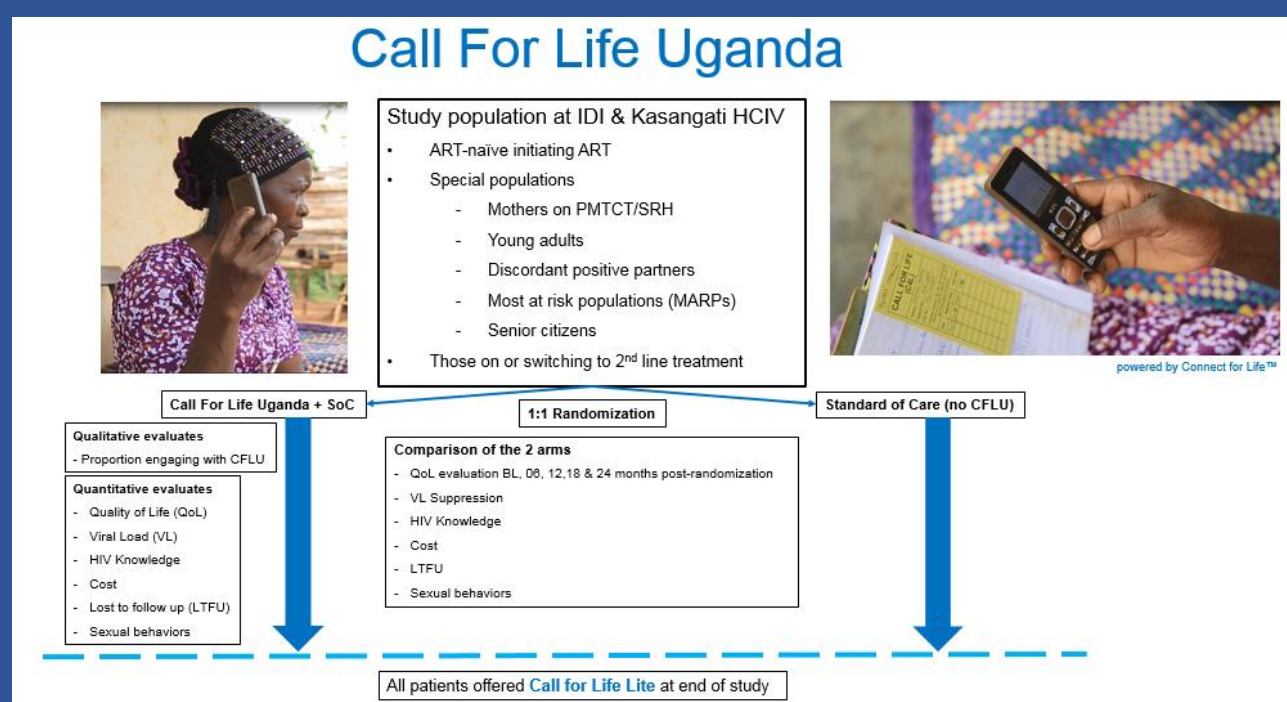 Call For Life Uganda
Study population at IDI & Kasangati HCIV
• ART-naïve initiating ART
• Special populations
- Mothers on PMTCT/SRH
- Young adults
- Discordant positive partners
- Most at risk populations (MARPs)
- Senior citizens
• Those on or switching to 2nd line treatment
CALL FOR LIFE
powered by Connect for Life™
Call For Life Uganda + SoC
1:1 Randomization
Standard of Care (no CFLU)
Qualitative evaluates
- Proportion engaging with CFLU
Quantitative evaluates
- Quality of Life (QoL)
- Viral Load (VL)
- HIV Knowledge
- Cost
- Lost to follow up (LTFU)
- Sexual behaviors
Comparison of the 2 arms
- QoL evaluation BL, 06, 12,18 & 24 months post-randomization
- VL Suppression
- HIV Knowledge
- Cost
- LTFU
- Sexual behaviors
All patients offered Call for Life Lite at end of study